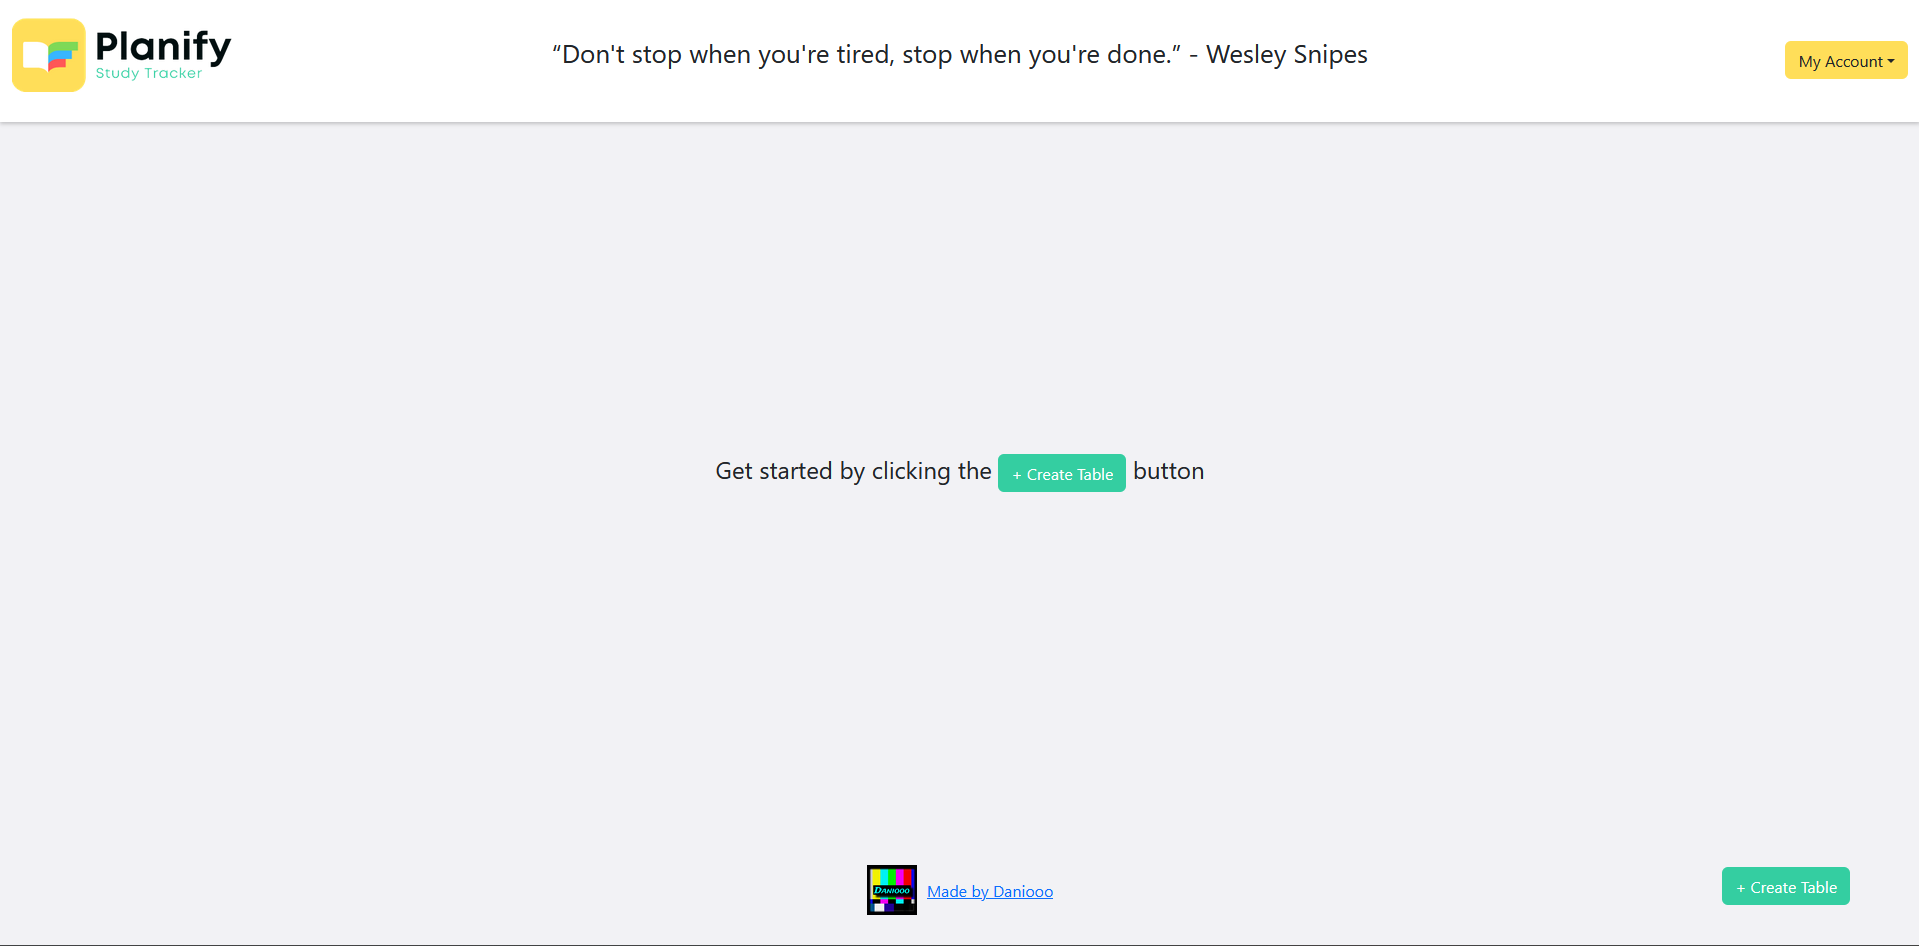 Planify
Study Tracker
“Don't stop when you're tired, stop when you're done.” - Wesley Snipes
My Account
Get started by clicking the + Create Table button
DANIOOO
Made by Daniooo
+ Create Table